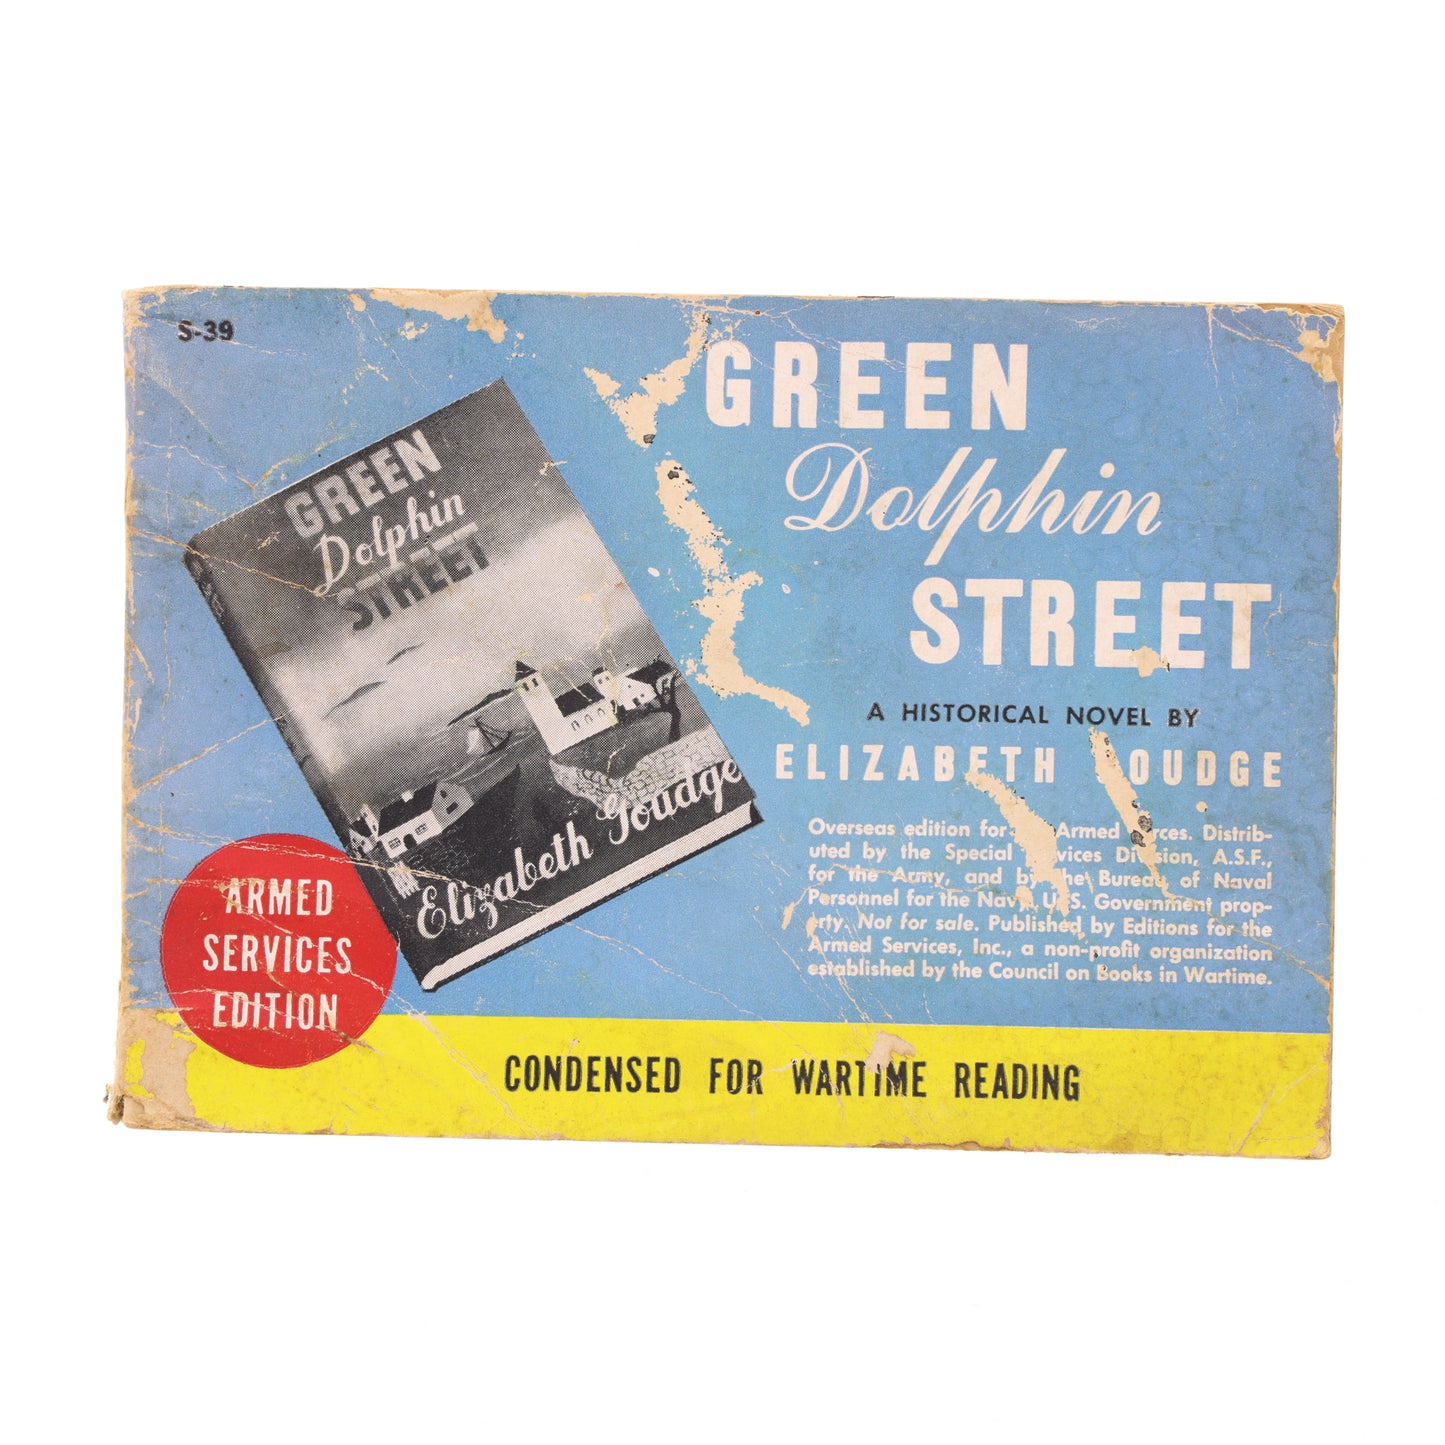 S-39
GREEN
Dolphin
STREET
A HISTORICAL NOVEL BY
ELIZABETH OUDGE
Overseas edition for Armed rces. Distrib-
uted by the Special vices Division, A.S.F.,
for the Army, and by the Bureau of Naval
Personnel for the Navy. U.S. Government prop-
erty. Not for sale. Published by Editions for the
Armed Services, Inc., a non-profit organization
established by the Council on Books in Wartime.
GREEN
Dolphin
STREET
Elizabeth Goudge
ARMED
SERVICES
EDITION
CONDENSED FOR WARTIME READING